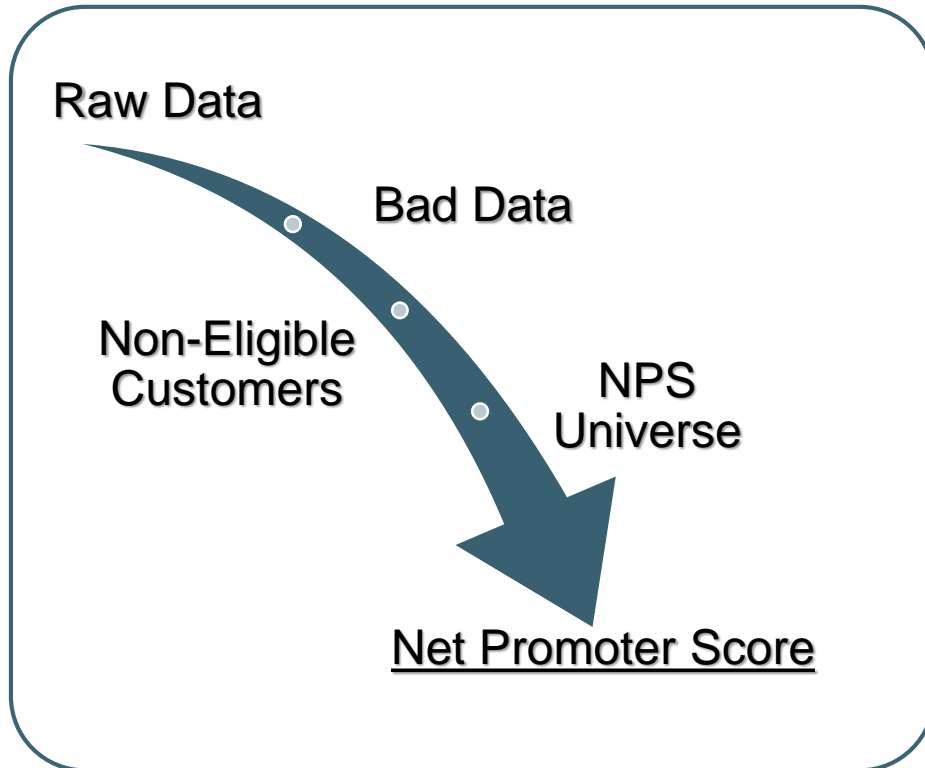 Raw Data
Bad Data
Non-Eligible
Customers
NPS
Universe
Net Promoter Score